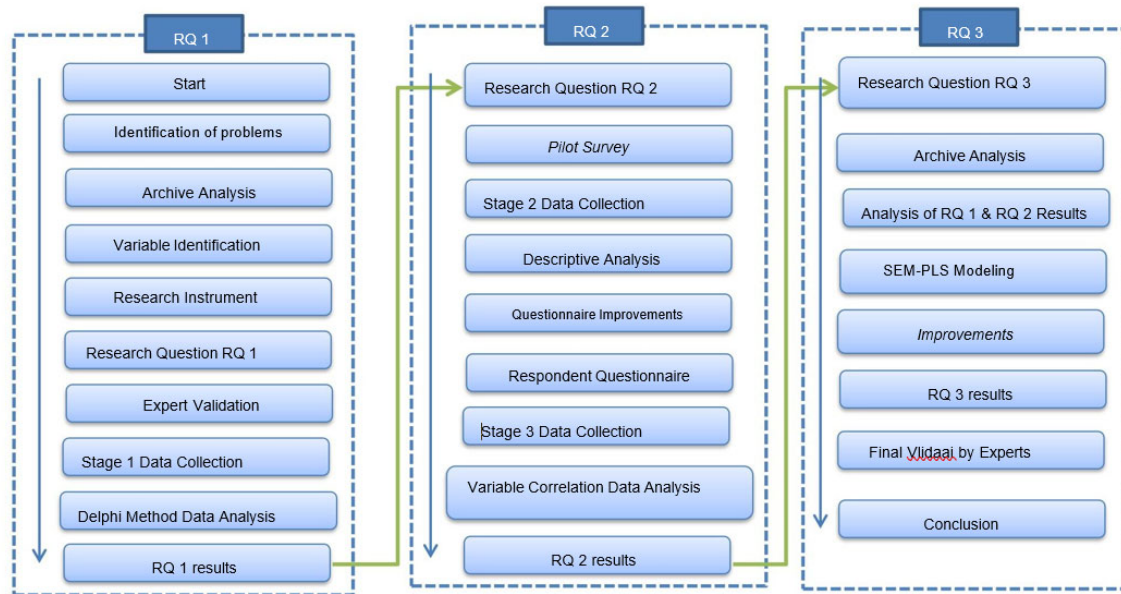 RQ 1
Start
Identification of problems
Archive Analysis
Variable Identification
Research Instrument
Research Question RQ 1
Expert Validation
Stage 1 Data Collection
Delphi Method Data Analysis
RQ 1 results
RQ 2
Research Question RQ 2
Pilot Survey
Stage 2 Data Collection
Descriptive Analysis
Questionnaire Improvements
Respondent Questionnaire
Stage 3 Data Collection
Variable Correlation Data Analysis
RQ 2 results
RQ 3
Research Question RQ 3
Archive Analysis
Analysis of RQ 1 & RQ 2 Results
SEM-PLS Modeling
Improvements
RQ 3 results
Final Vlidaai by Experts
Conclusion